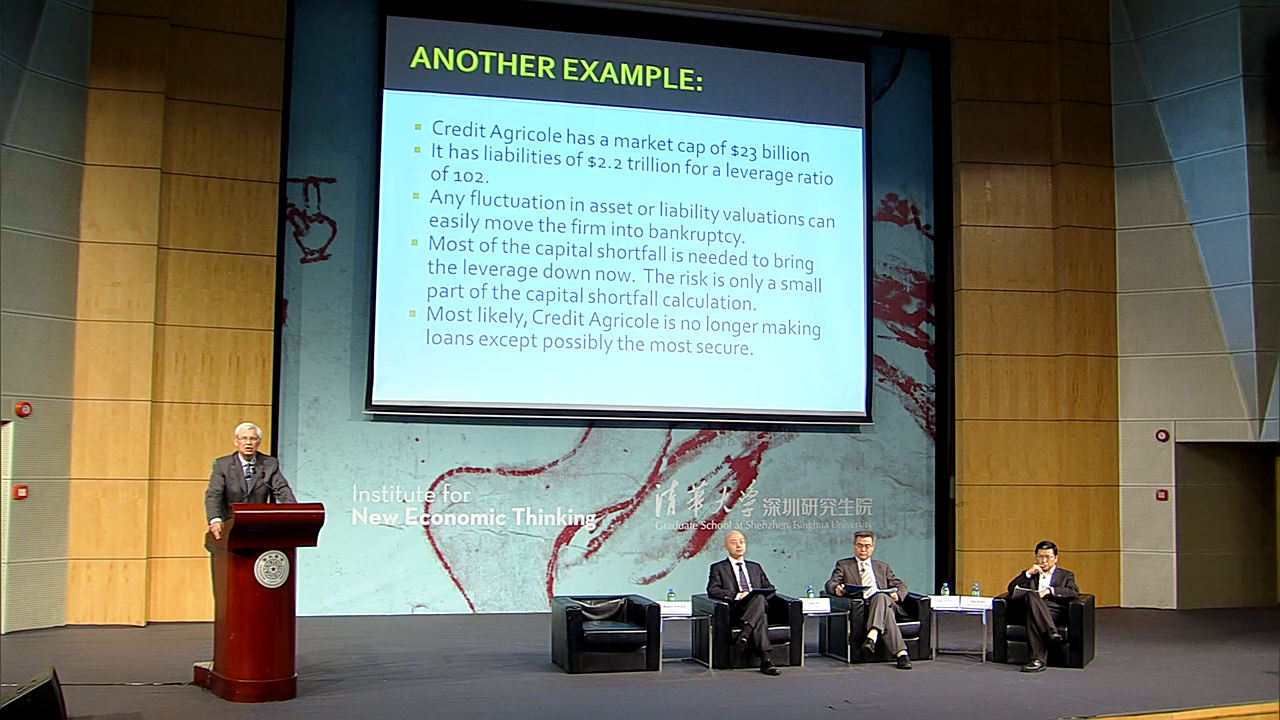 ANOTHER EXAMPLE:
Credit Agricole has a market cap of $23 billion
It has liabilities of $2.2 trillion for a leverage ratio
of 102.
Any fluctuation in asset or liability valuations can
easily move the firm into bankruptcy.
Most of the capital shortfall is needed to bring
the leverage down now. The risk is only a small
part of the capital shortfall calculation.
Most likely, Credit Agricole is no longer making
loans except possibly the most secure.
Institute for
New Economic Thinking
清华大学深圳研究生院
Graduate School at Shenzhen, Tsinghua University